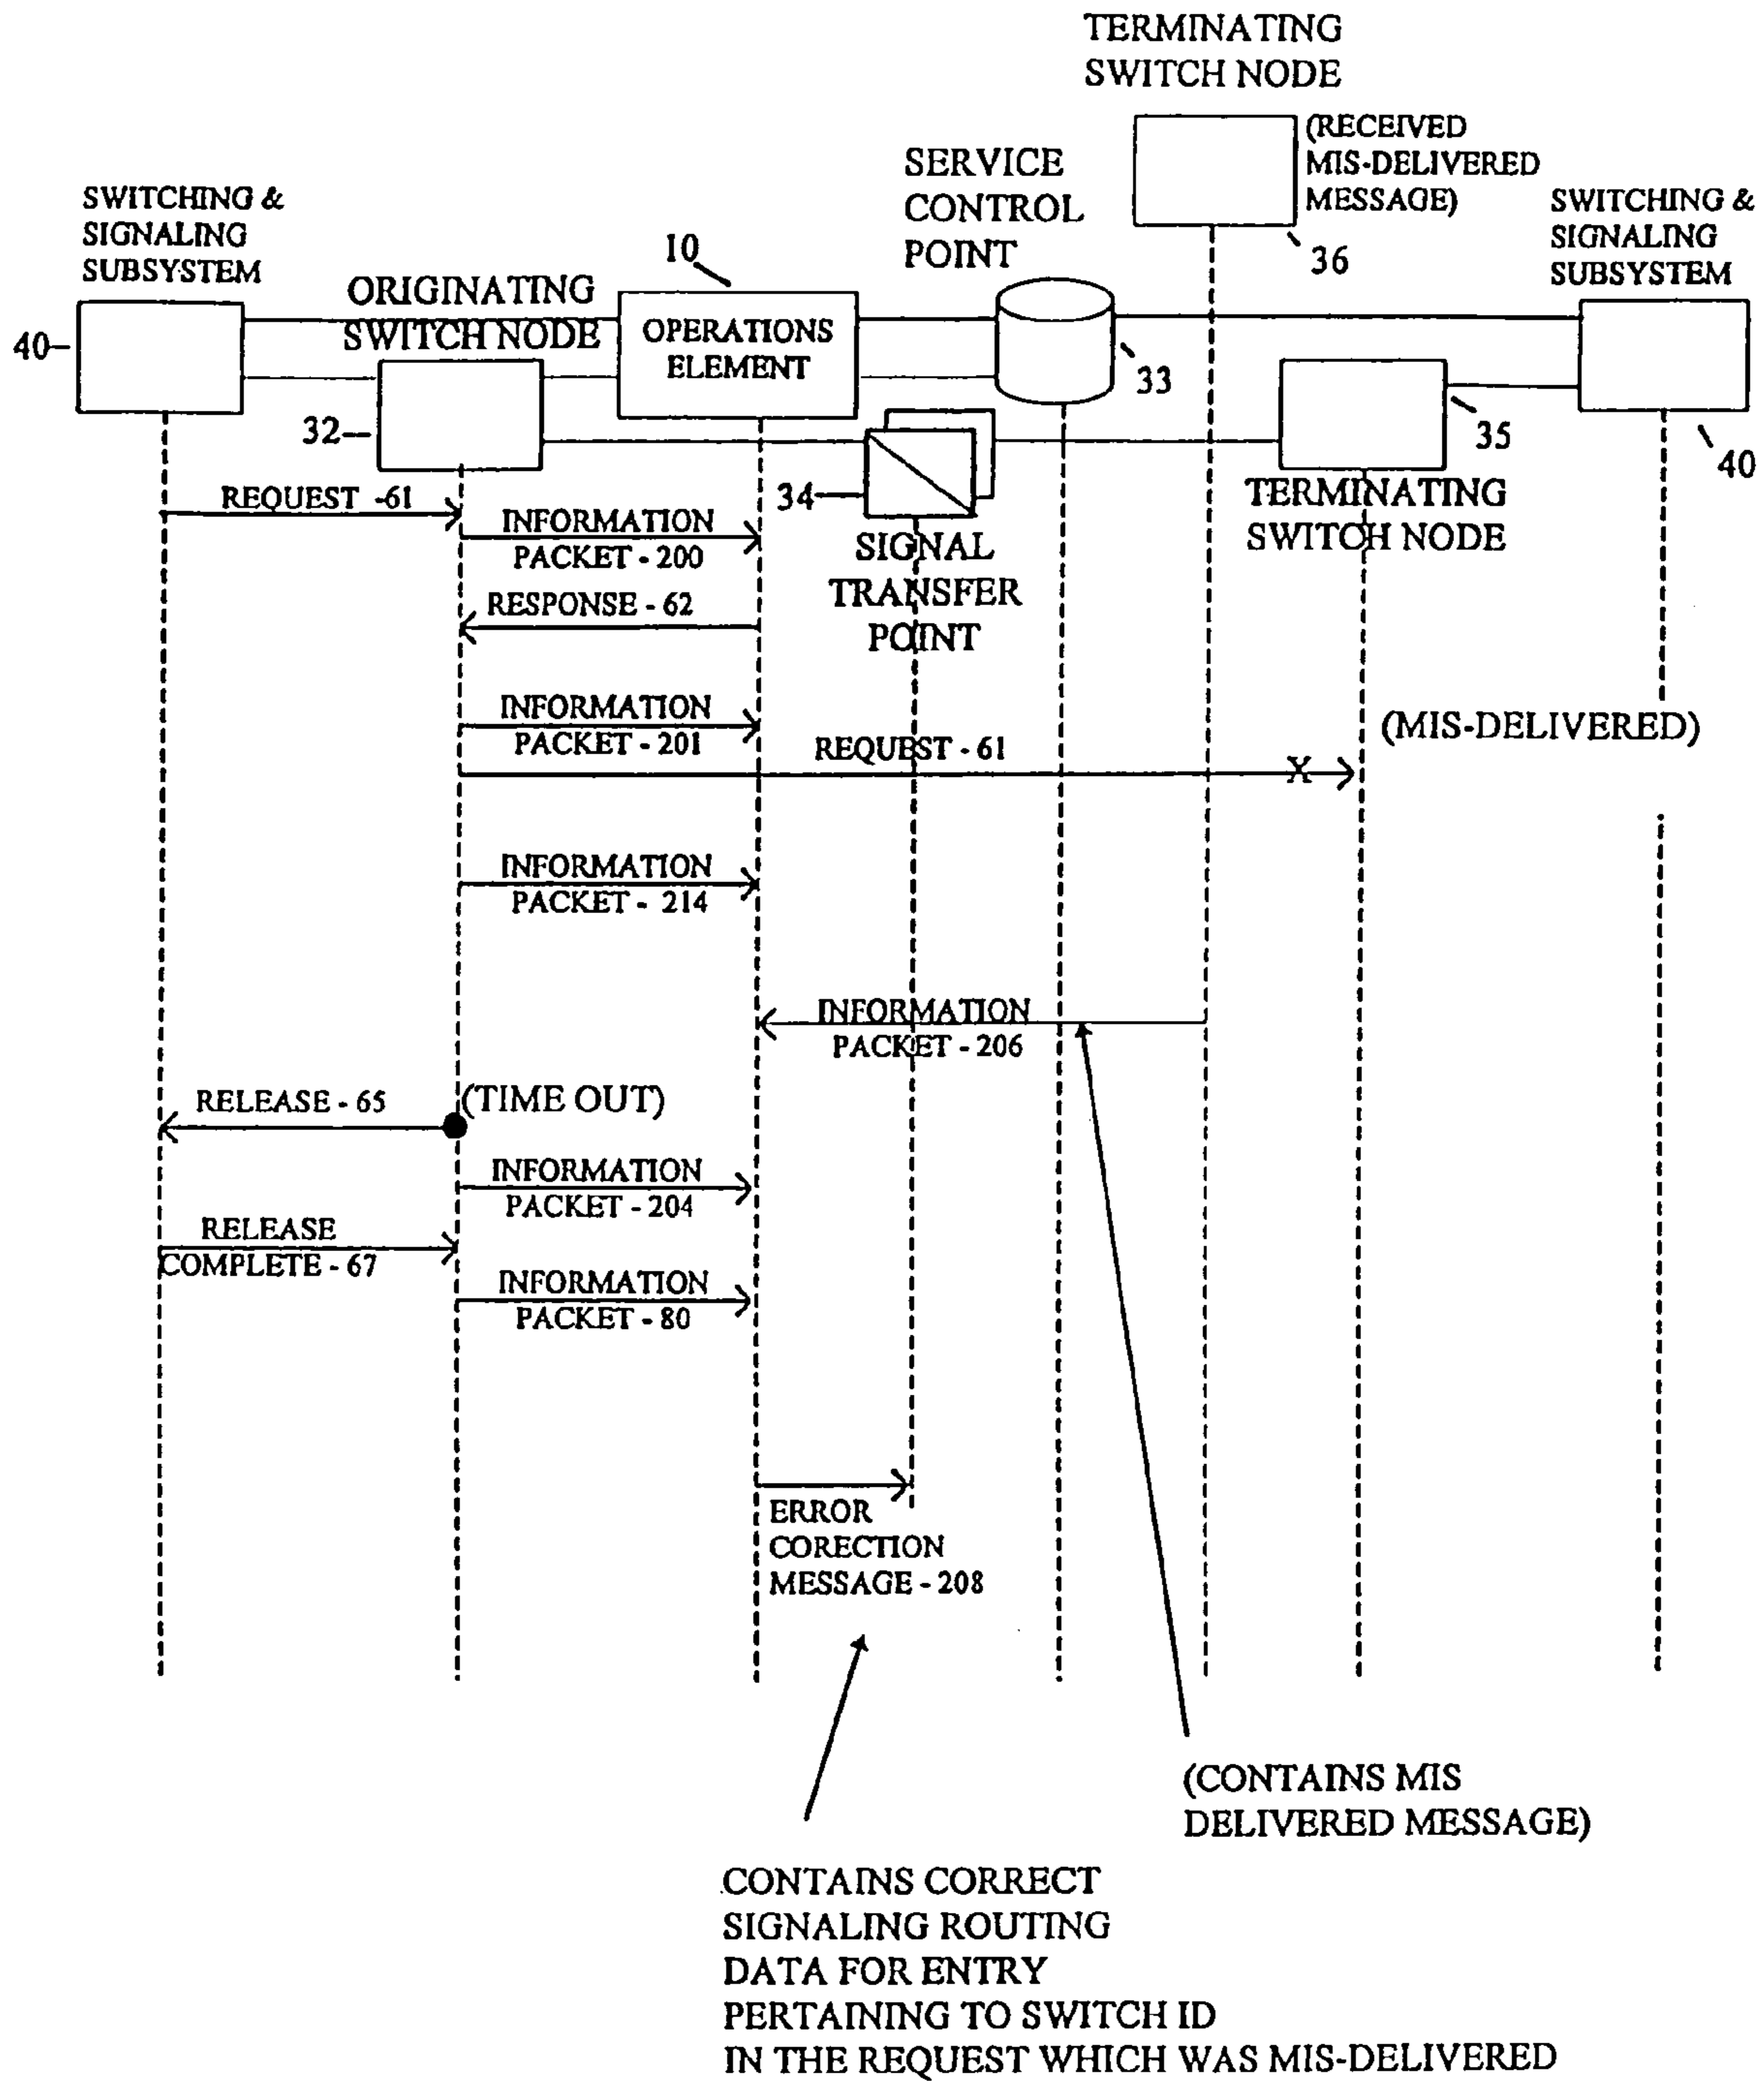 TERMINATING
SWITCH NODE
(RECEIVED
MIS-DELIVERED
MESSAGE)
36
SERVICE
CONTROL
POINT
33
SWITCHING &
SIGNALING
SUBSYSTEM
40
SWITCHING &
SIGNALING
SUBSYSTEM
40
ORIGINATING
SWITCH NODE
32
10
OPERATIONS
ELEMENT
34
SIGNAL
TRANSFER
POINT
35
TERMINATING
SWITCH NODE
REQUEST -61
INFORMATION
PACKET - 200
RESPONSE - 62
INFORMATION
PACKET - 201
REQUEST - 61
X
(MIS-DELIVERED)
INFORMATION
PACKET - 214
INFORMATION
PACKET - 206
RELEASE - 65
(TIME OUT)
INFORMATION
PACKET - 204
RELEASE
COMPLETE - 67
INFORMATION
PACKET - 80
ERROR
CORECTION
MESSAGE - 208
(CONTAINS MIS
DELIVERED MESSAGE)
CONTAINS CORRECT
SIGNALING ROUTING
DATA FOR ENTRY
PERTAINING TO SWITCH ID
IN THE REQUEST WHICH WAS MIS-DELIVERED